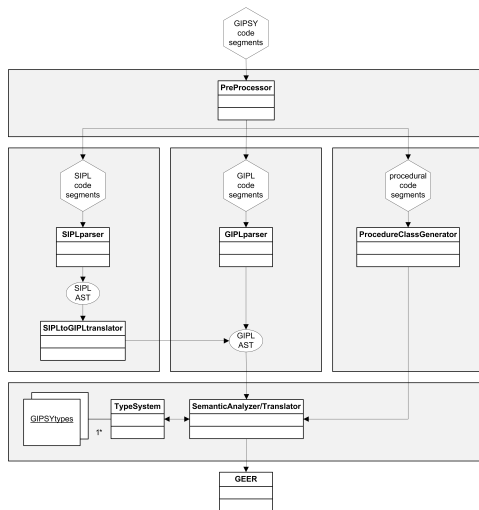 GIPSY
code
segments
PreProcessor
SIPL
code
segments
GIPL
code
segments
procedural
code
segments
SIPLparser
GIPLparser
ProcedureClassGenerator
SIPL
AST
SIPLtoGIPLtranslator
GIPL
AST
GIPSYtypes
1*
TypeSystem
SemanticAnalyzer/Translator
GEER